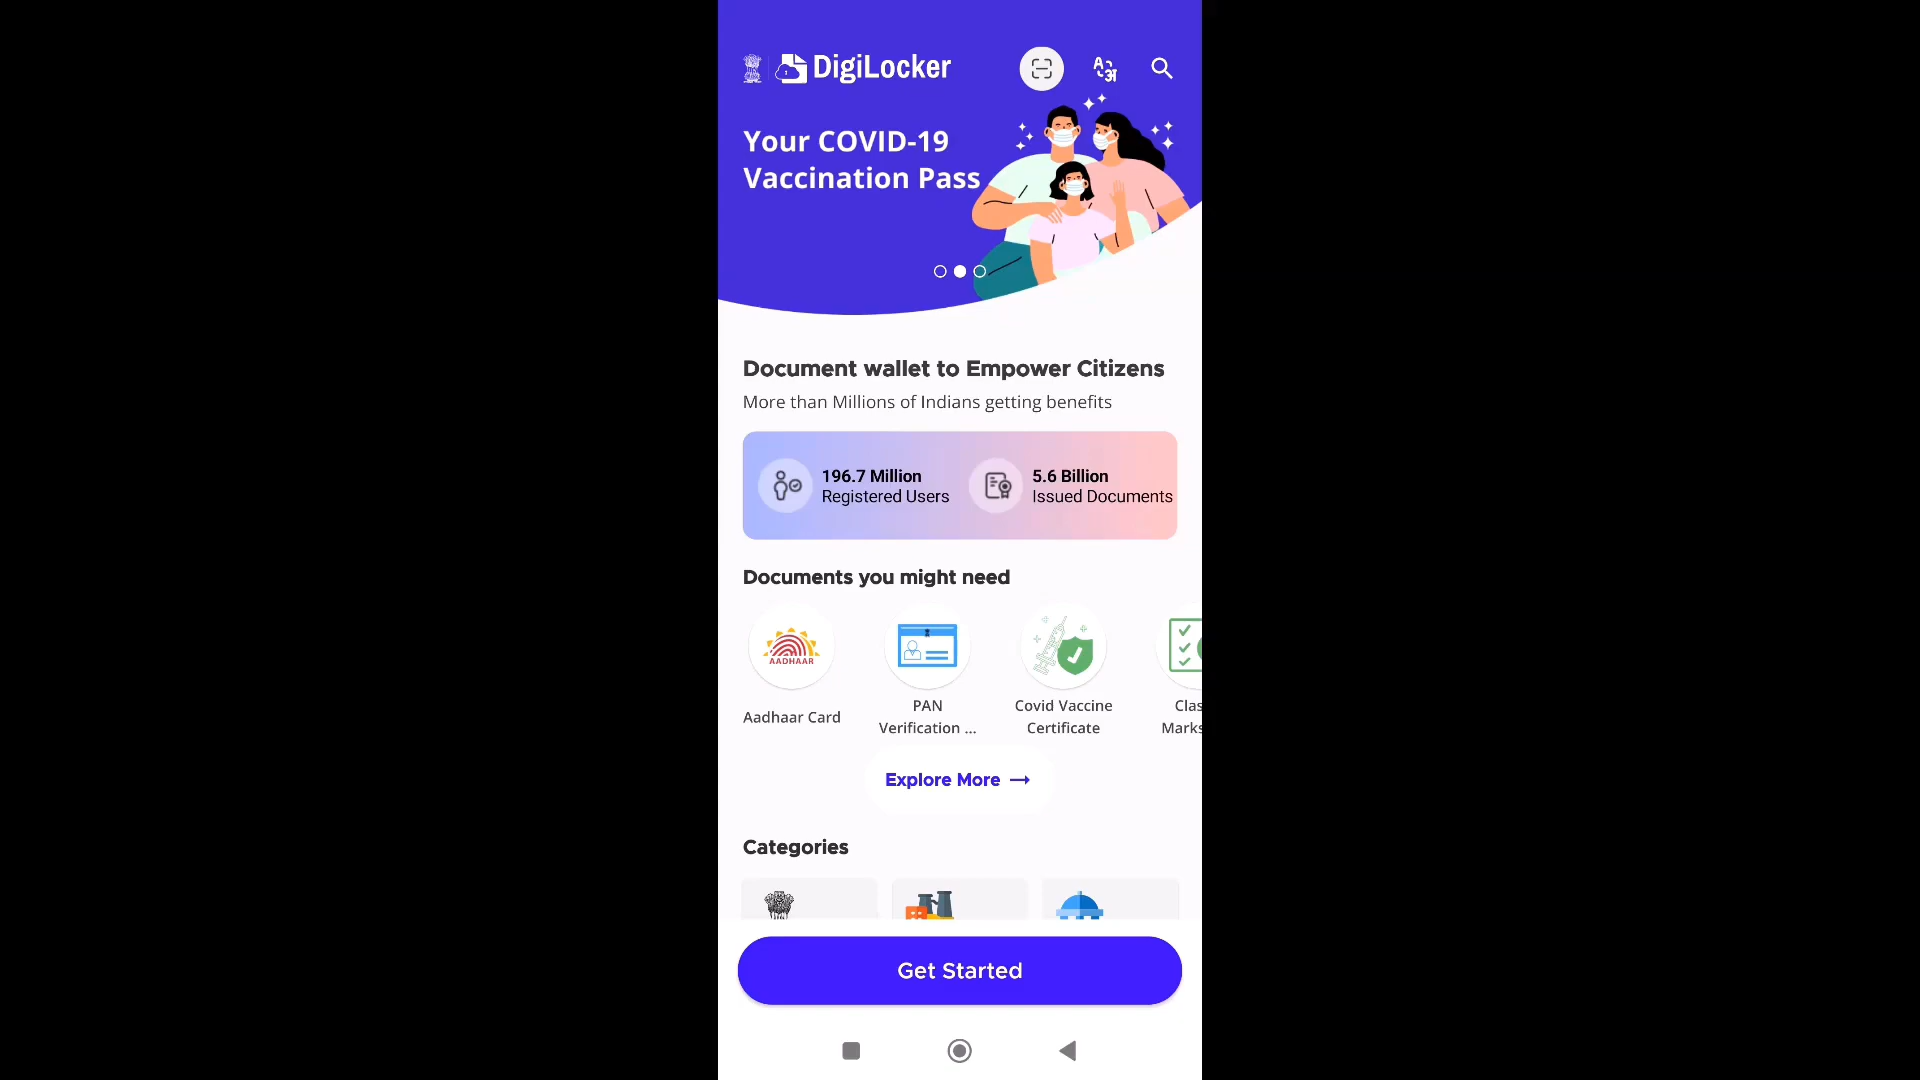 DigiLocker
Your COVID-19
Vaccination Pass
Document wallet to Empower Citizens
More than Millions of Indians getting benefits
196.7 Million
Registered Users
5.6 Billion
Issued Documents
Documents you might need
AADHAAR
Aadhaar Card
PAN
Verification ...
Covid Vaccine
Certificate
Clas
Marks
Explore More →
Categories
Get Started